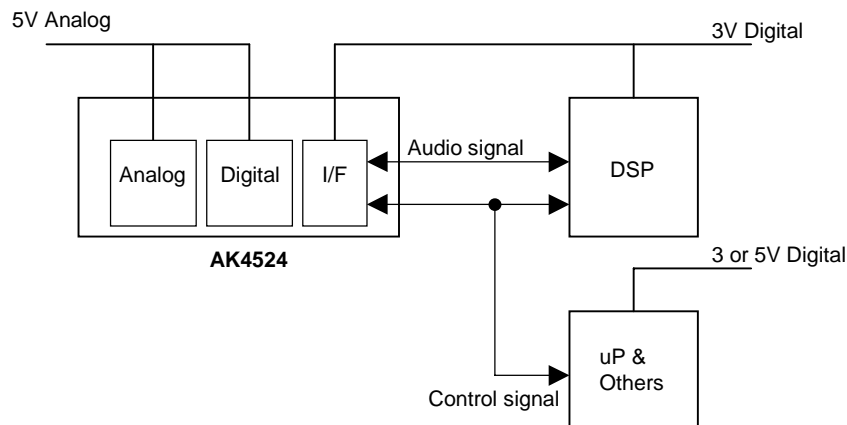 5V Analog
3V Digital
Analog
Digital
I/F
Audio signal
DSP
AK4524
3 or 5V Digital
uP &
Others
Control signal